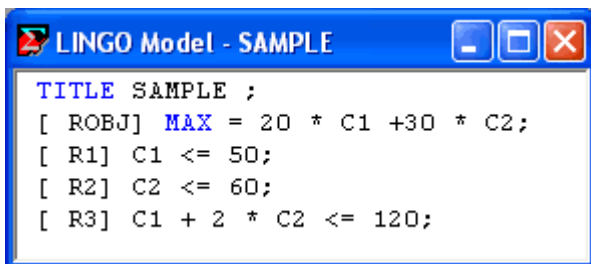 LINGO Model - SAMPLE
TITLE SAMPLE ;
[ ROBJ] MAX = 20 * C1 +30 * C2;
[ R1] C1 <= 50;
[ R2] C2 <= 60;
[ R3] C1 + 2 * C2 <= 120;